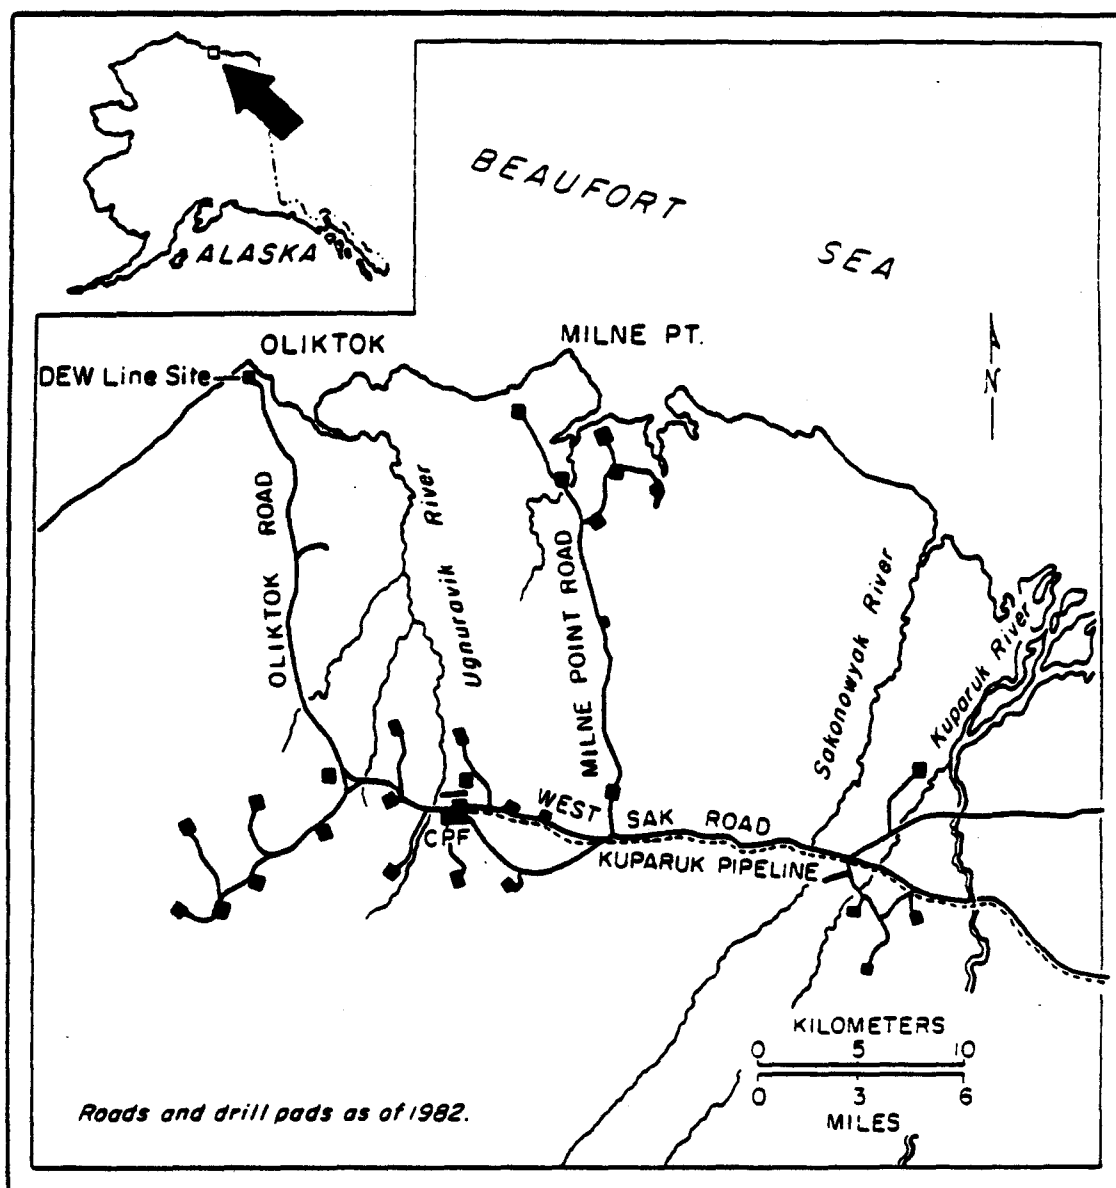 BEAUFORT
SEA
ALASKA
OLIKTOK
MILNE PT.
DEW Line Site
N
OLIKTOK ROAD
Ugnuravik River
MILNE POINT ROAD
Sakonowyak River
Kuparuk River
WEST SAK ROAD
CPF
KUPARUK PIPELINE
KILOMETERS
0 5 10
0 3 6
MILES
Roads and drill pads as of 1982.